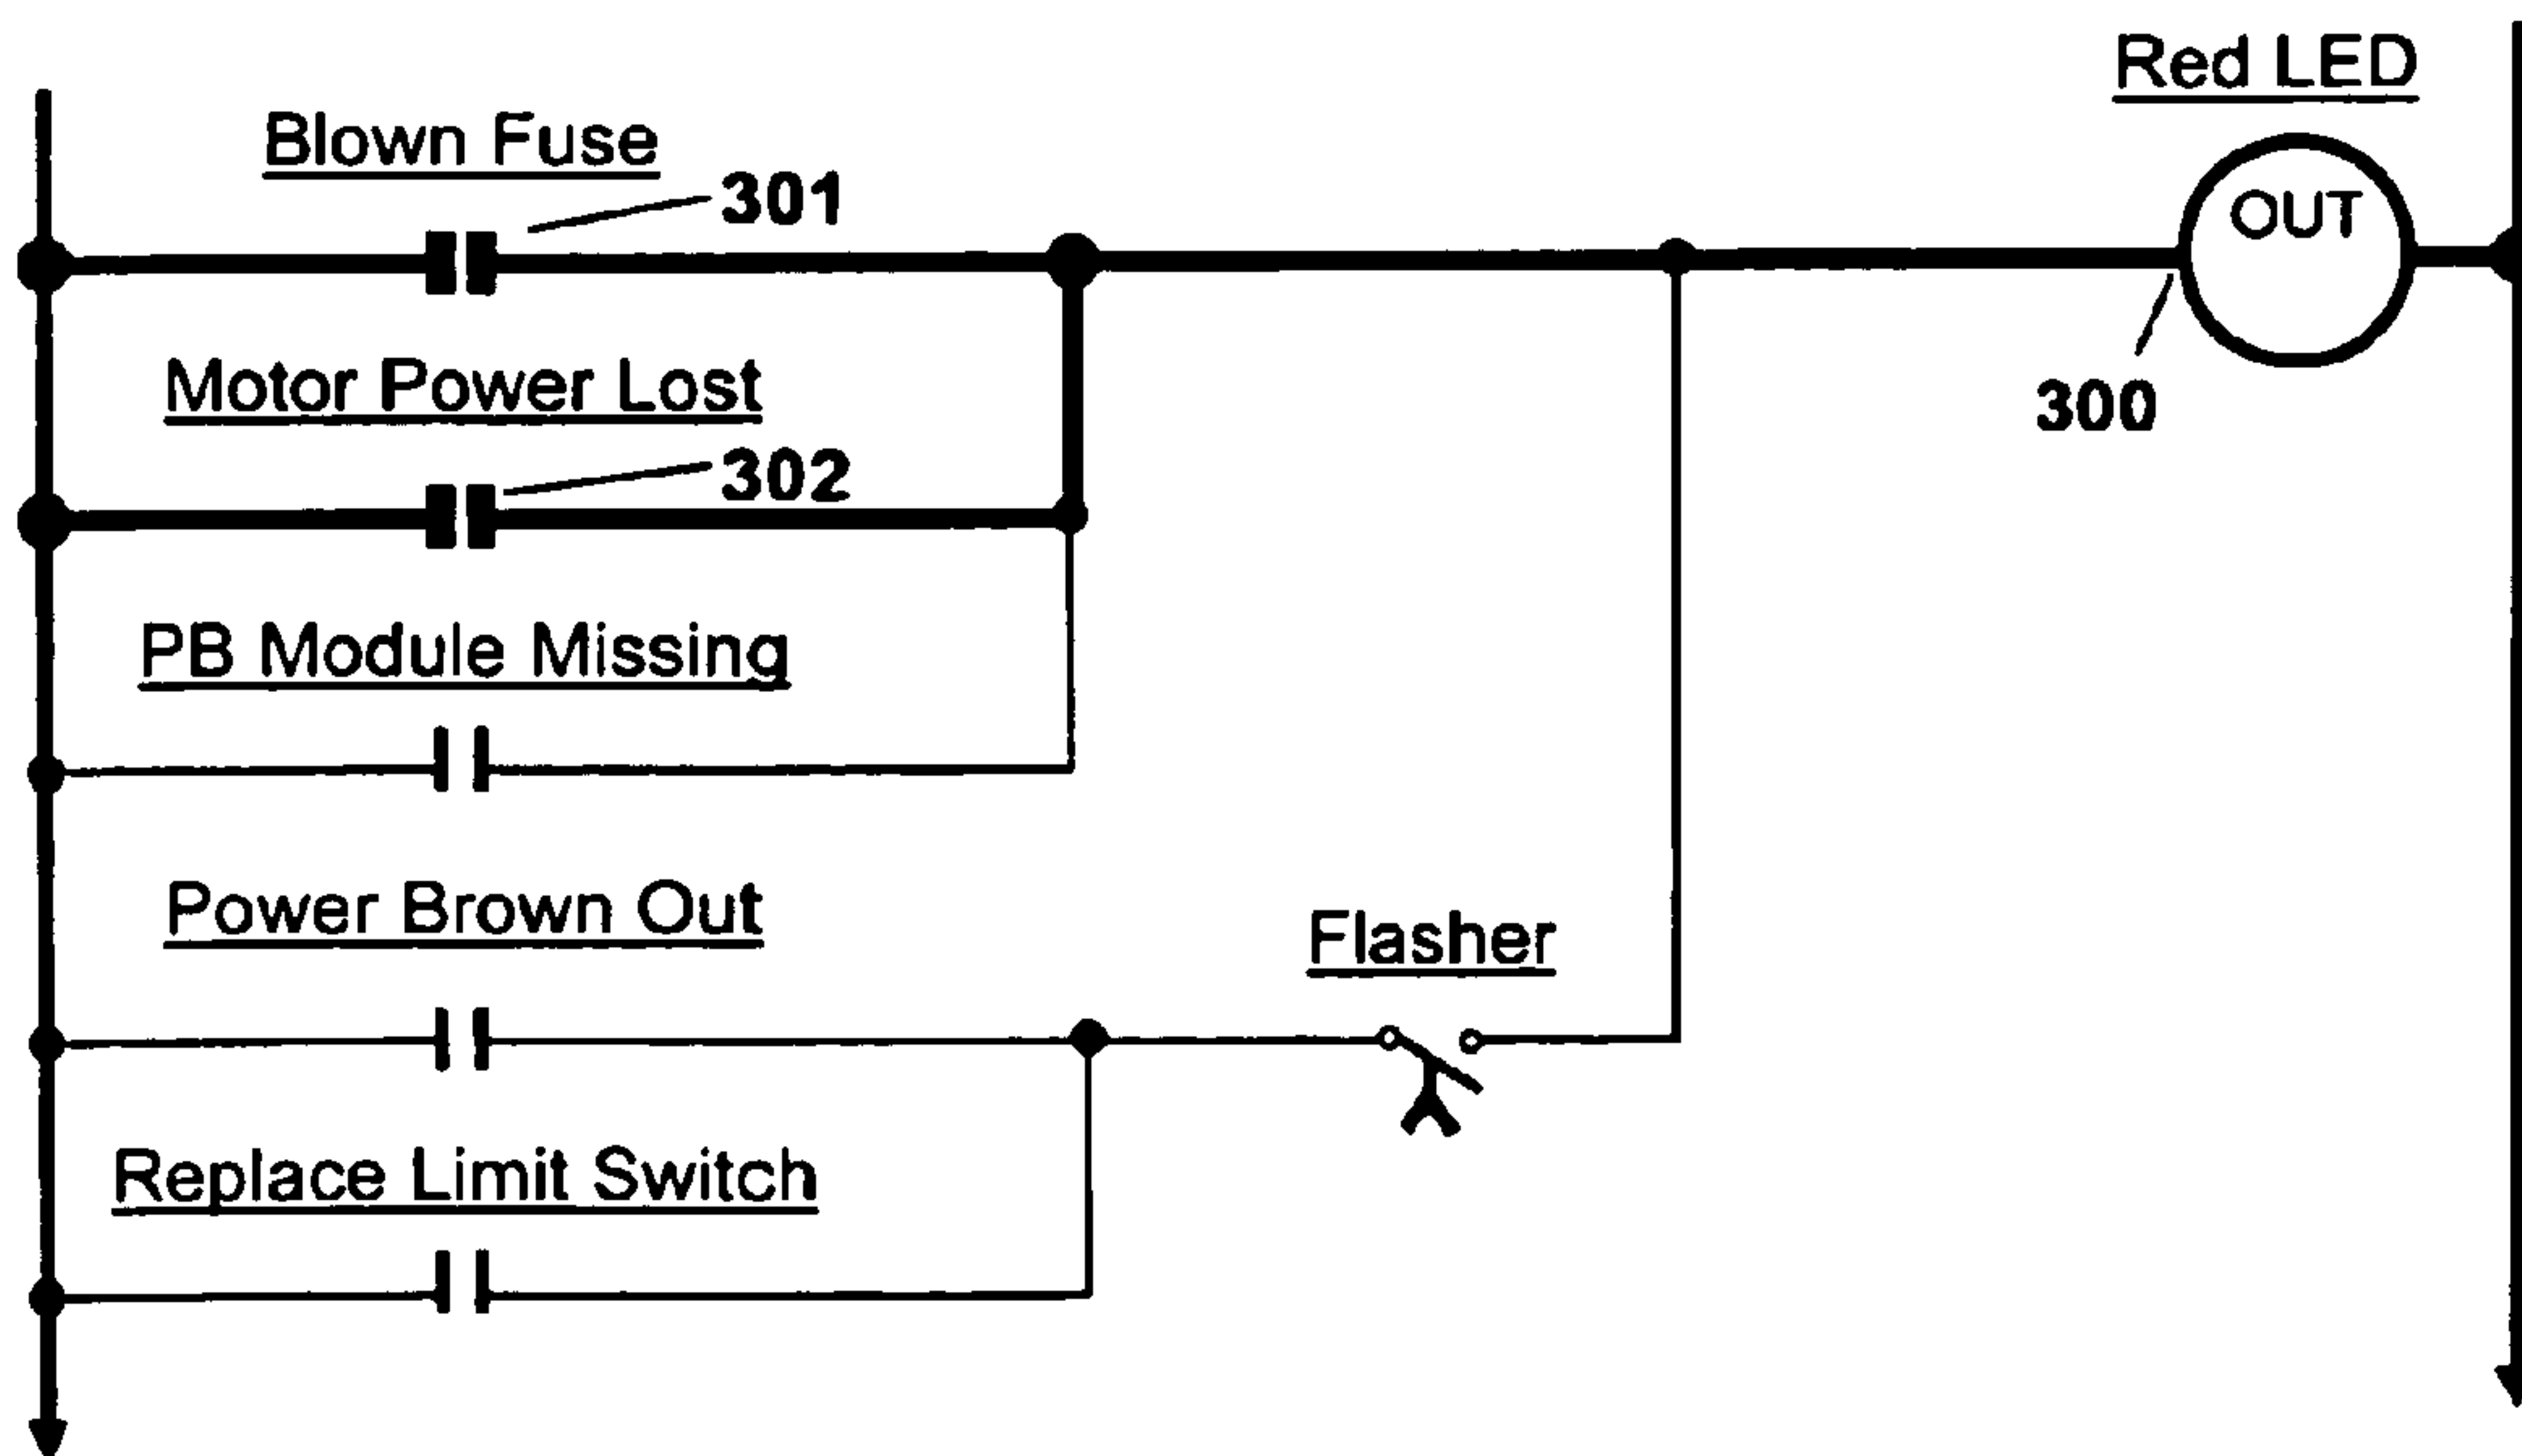 Red LED
Blown Fuse
301
OUT
Motor Power Lost
300
302
PB Module Missing
Power Brown Out
Flasher
Replace Limit Switch